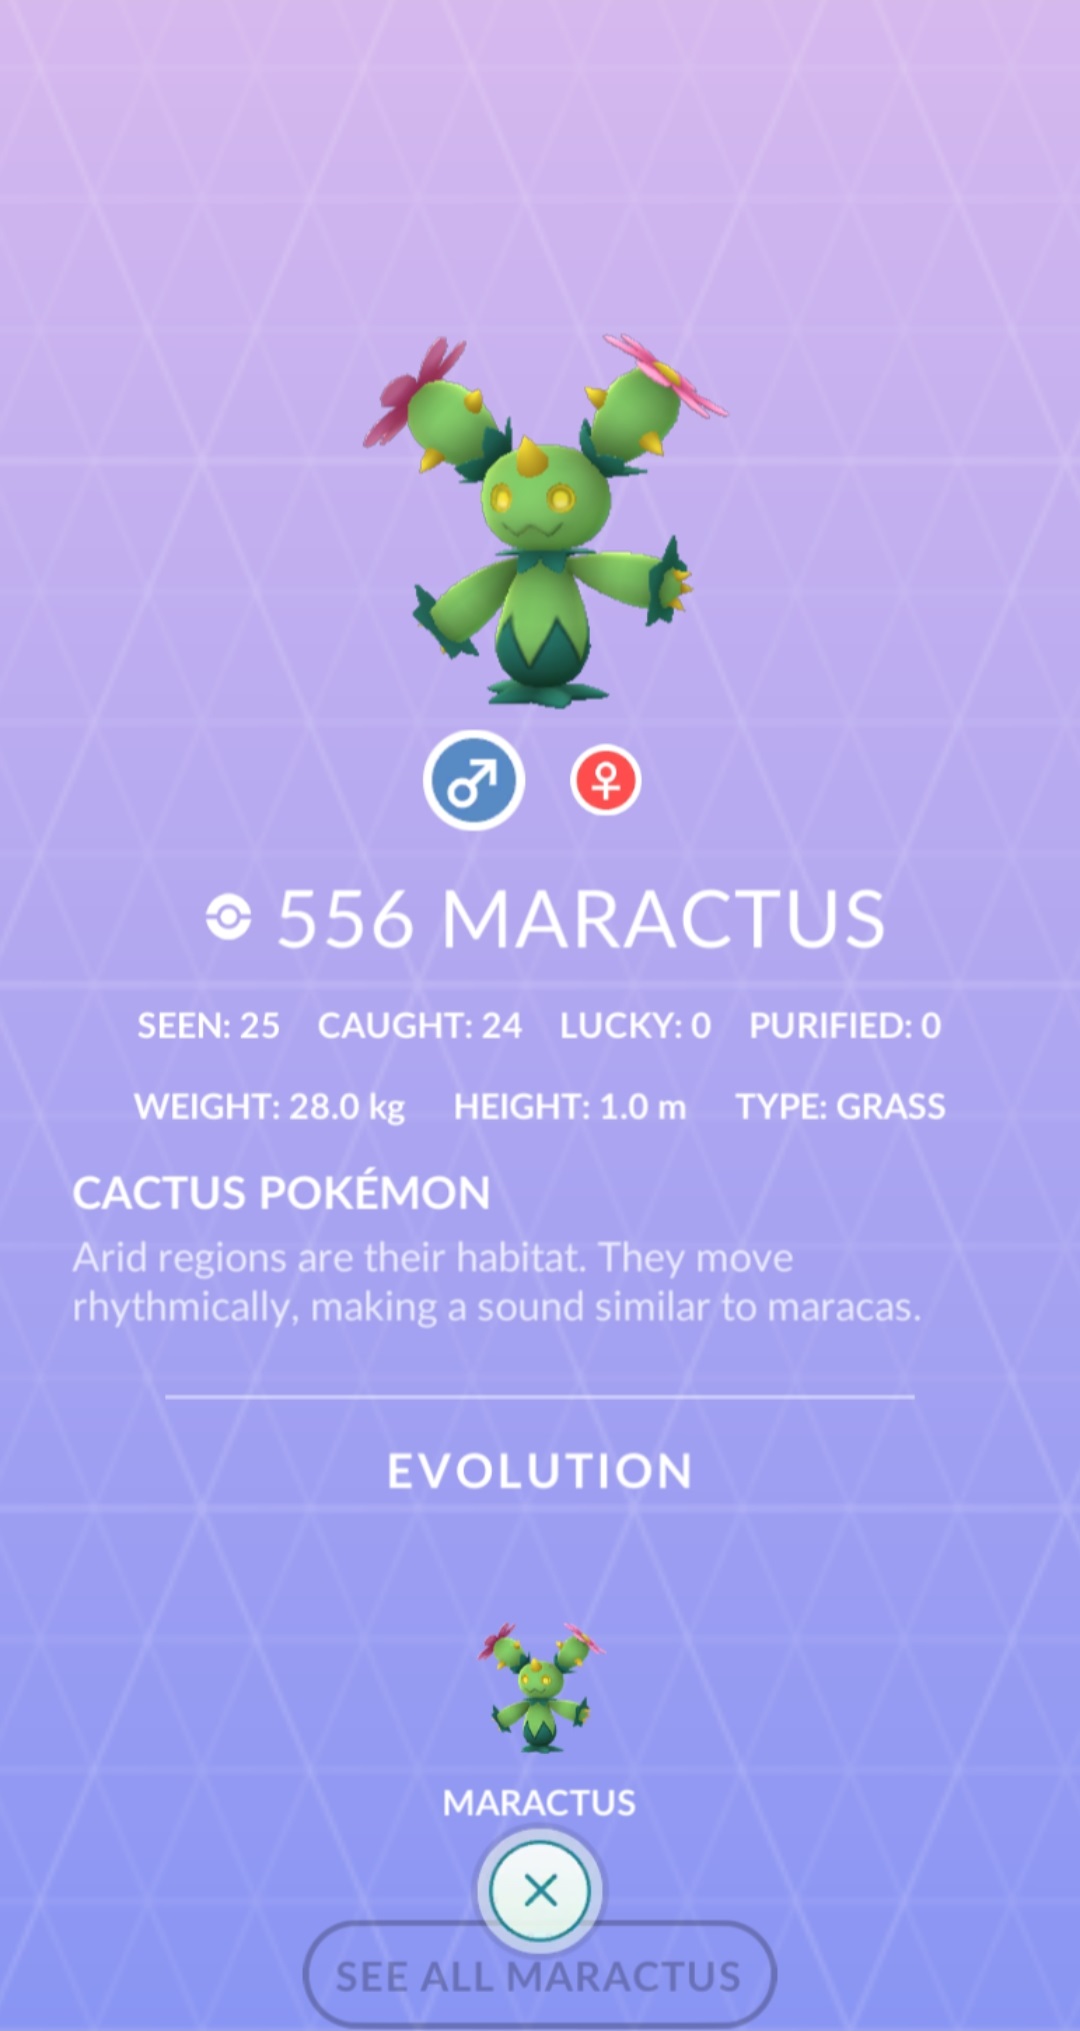 556 MARACTUS
SEEN: 25 CAUGHT: 24 LUCKY: 0 PURIFIED: 0
WEIGHT: 28.0 kg HEIGHT: 1.0 m TYPE: GRASS
CACTUS POKÉMON
Arid regions are their habitat. They move
rhythmically, making a sound similar to maracas.
EVOLUTION
MARACTUS
SEE ALL MARACTUS